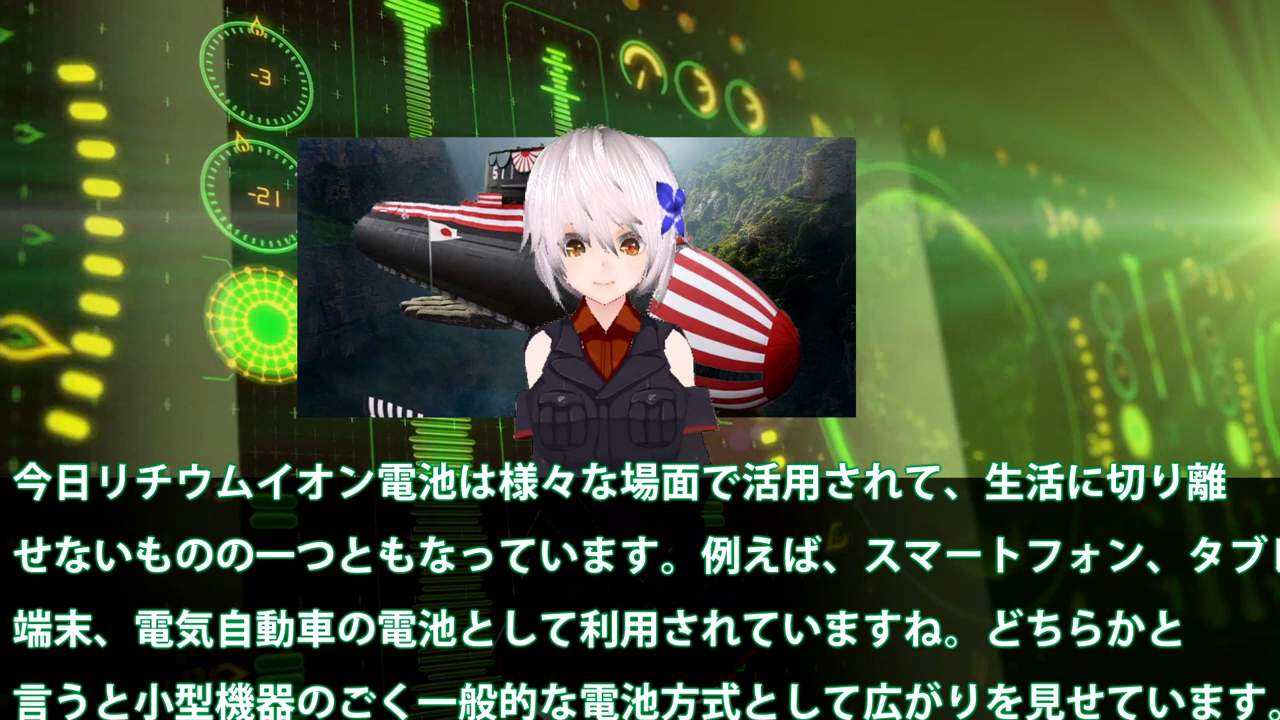 -3
-21
511
今日リチウムイオン電池は様々な場面で活用されて、生活に切り離
せないものの一つともなっています。例えば、スマートフォン、タブレ
端末、電気自動車の電池として利用されていますね。どちらかと
言うと小型機器のごく一般的な電池方式として広がりを見せています。